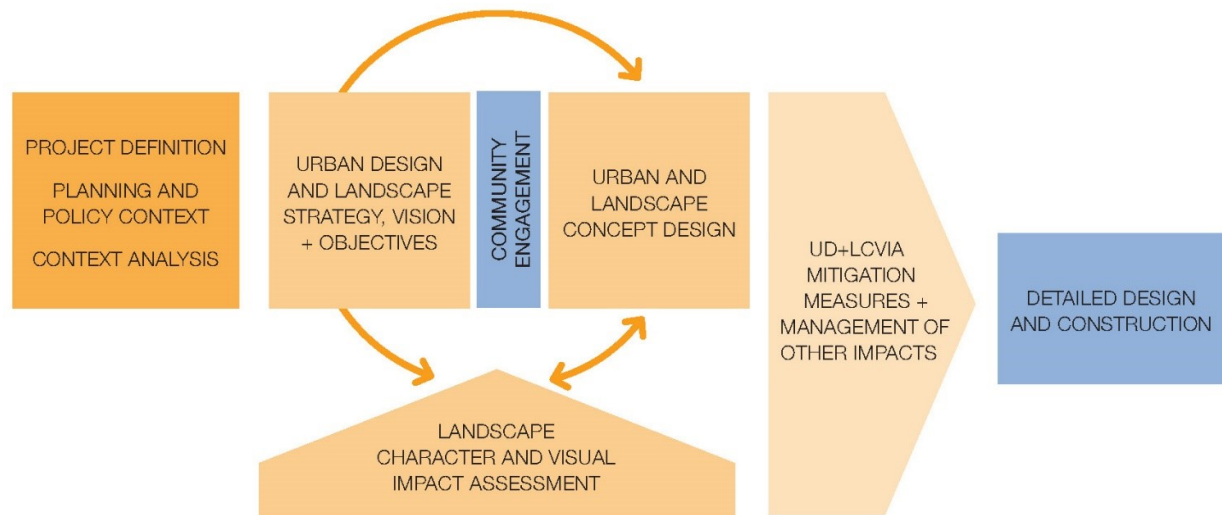 PROJECT DEFINITION
PLANNING AND
POLICY CONTEXT
CONTEXT ANALYSIS
URBAN DESIGN
AND LANDSCAPE
STRATEGY, VISION
+ OBJECTIVES
COMMUNITY
ENGAGEMENT
URBAN AND
LANDSCAPE
CONCEPT DESIGN
LANDSCAPE
CHARACTER AND VISUAL
IMPACT ASSESSMENT
UD+LCVIA
MITIGATION
MEASURES +
MANAGEMENT OF
OTHER IMPACTS
DETAILED DESIGN
AND CONSTRUCTION